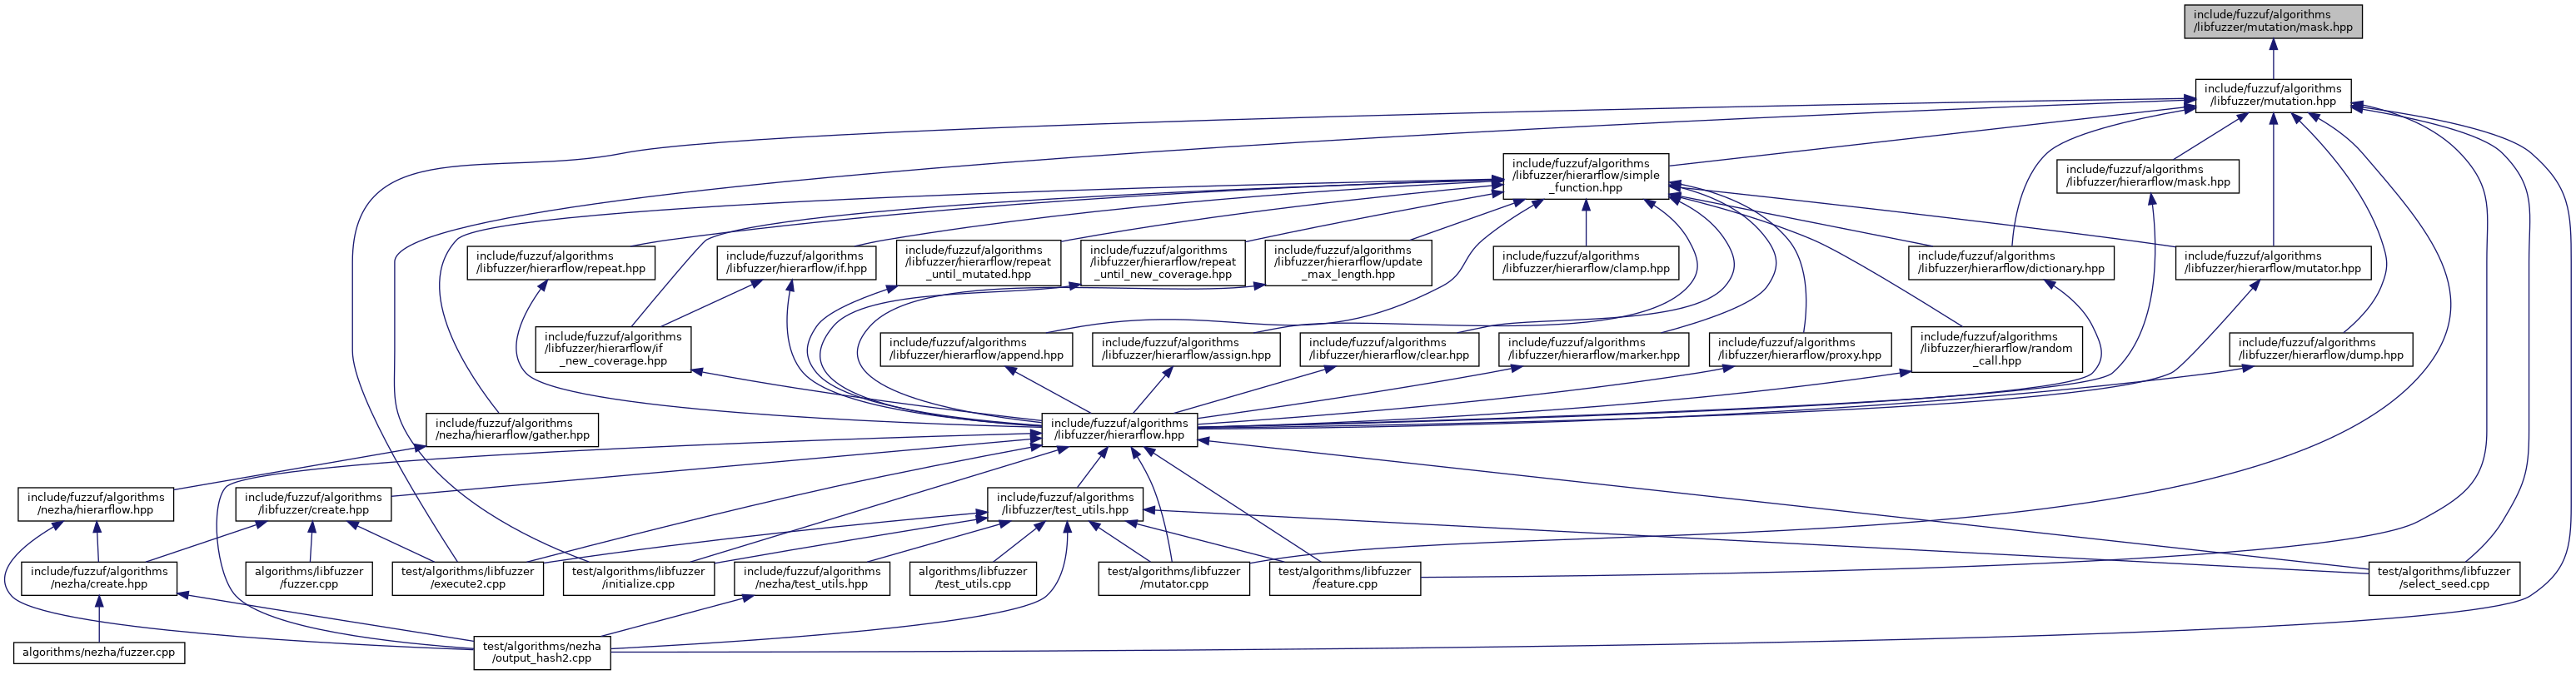 include/fuzzuf/algorithms
/libfuzzer/mutation/mask.hpp
include/fuzzuf/algorithms
/libfuzzer/mutation.hpp
include/fuzzuf/algorithms
/libfuzzer/hierarflow/simple
_function.hpp
include/fuzzuf/algorithms
/libfuzzer/hierarflow/mask.hpp
include/fuzzuf/algorithms
/libfuzzer/hierarflow/repeat.hpp
include/fuzzuf/algorithms
/libfuzzer/hierarflow/if.hpp
include/fuzzuf/algorithms
/libfuzzer/hierarflow/repeat
_until_mutated.hpp
include/fuzzuf/algorithms
/libfuzzer/hierarflow/repeat
_until_new_coverage.hpp
include/fuzzuf/algorithms
/libfuzzer/hierarflow/update
_max_length.hpp
include/fuzzuf/algorithms
/libfuzzer/hierarflow/clamp.hpp
include/fuzzuf/algorithms
/libfuzzer/hierarflow/dictionary.hpp
include/fuzzuf/algorithms
/libfuzzer/hierarflow/mutator.hpp
include/fuzzuf/algorithms
/libfuzzer/hierarflow/if
_new_coverage.hpp
include/fuzzuf/algorithms
/libfuzzer/hierarflow/append.hpp
include/fuzzuf/algorithms
/libfuzzer/hierarflow/assign.hpp
include/fuzzuf/algorithms
/libfuzzer/hierarflow/clear.hpp
include/fuzzuf/algorithms
/libfuzzer/hierarflow/marker.hpp
include/fuzzuf/algorithms
/libfuzzer/hierarflow/proxy.hpp
include/fuzzuf/algorithms
/libfuzzer/hierarflow/random
_call.hpp
include/fuzzuf/algorithms
/libfuzzer/hierarflow/dump.hpp
include/fuzzuf/algorithms
/nezha/hierarflow/gather.hpp
include/fuzzuf/algorithms
/libfuzzer/hierarflow.hpp
include/fuzzuf/algorithms
/nezha/hierarflow.hpp
include/fuzzuf/algorithms
/libfuzzer/create.hpp
include/fuzzuf/algorithms
/libfuzzer/test_utils.hpp
include/fuzzuf/algorithms
/nezha/create.hpp
algorithms/libfuzzer
/fuzzer.cpp
test/algorithms/libfuzzer
/execute2.cpp
test/algorithms/libfuzzer
/initialize.cpp
include/fuzzuf/algorithms
/nezha/test_utils.hpp
algorithms/libfuzzer
/test_utils.cpp
test/algorithms/libfuzzer
/mutator.cpp
test/algorithms/libfuzzer
/feature.cpp
test/algorithms/libfuzzer
/select_seed.cpp
algorithms/nezha/fuzzer.cpp
test/algorithms/nezha
/output_hash2.cpp